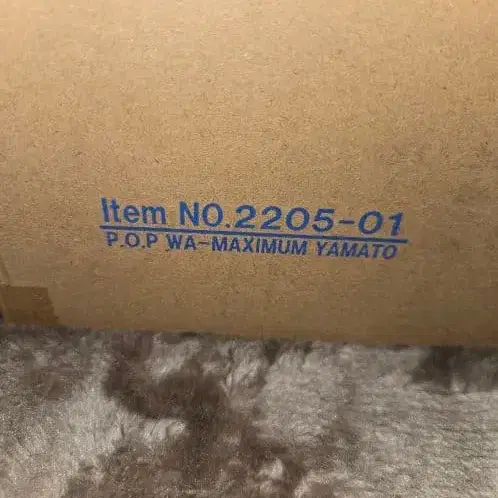 Item NO.2205-01
P.O.P WA-MAXIMUM YAMATO